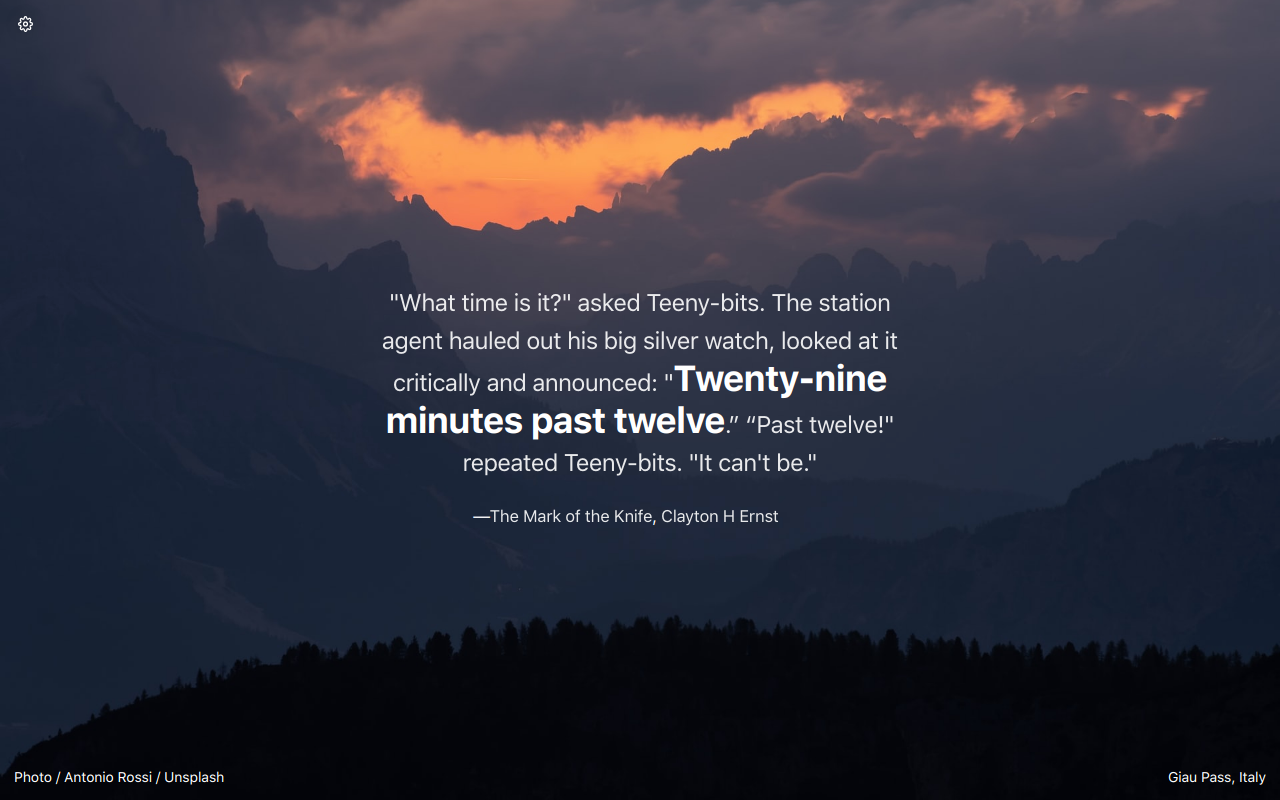 "What time is it?" asked Teeny-bits. The station
agent hauled out his big silver watch, looked at it
critically and announced: "Twenty-nine
minutes past twelve.” “Past twelve!"
repeated Teeny-bits. "It can't be."
—The Mark of the Knife, Clayton H Ernst
Photo / Antonio Rossi / Unsplash
Giau Pass, Italy